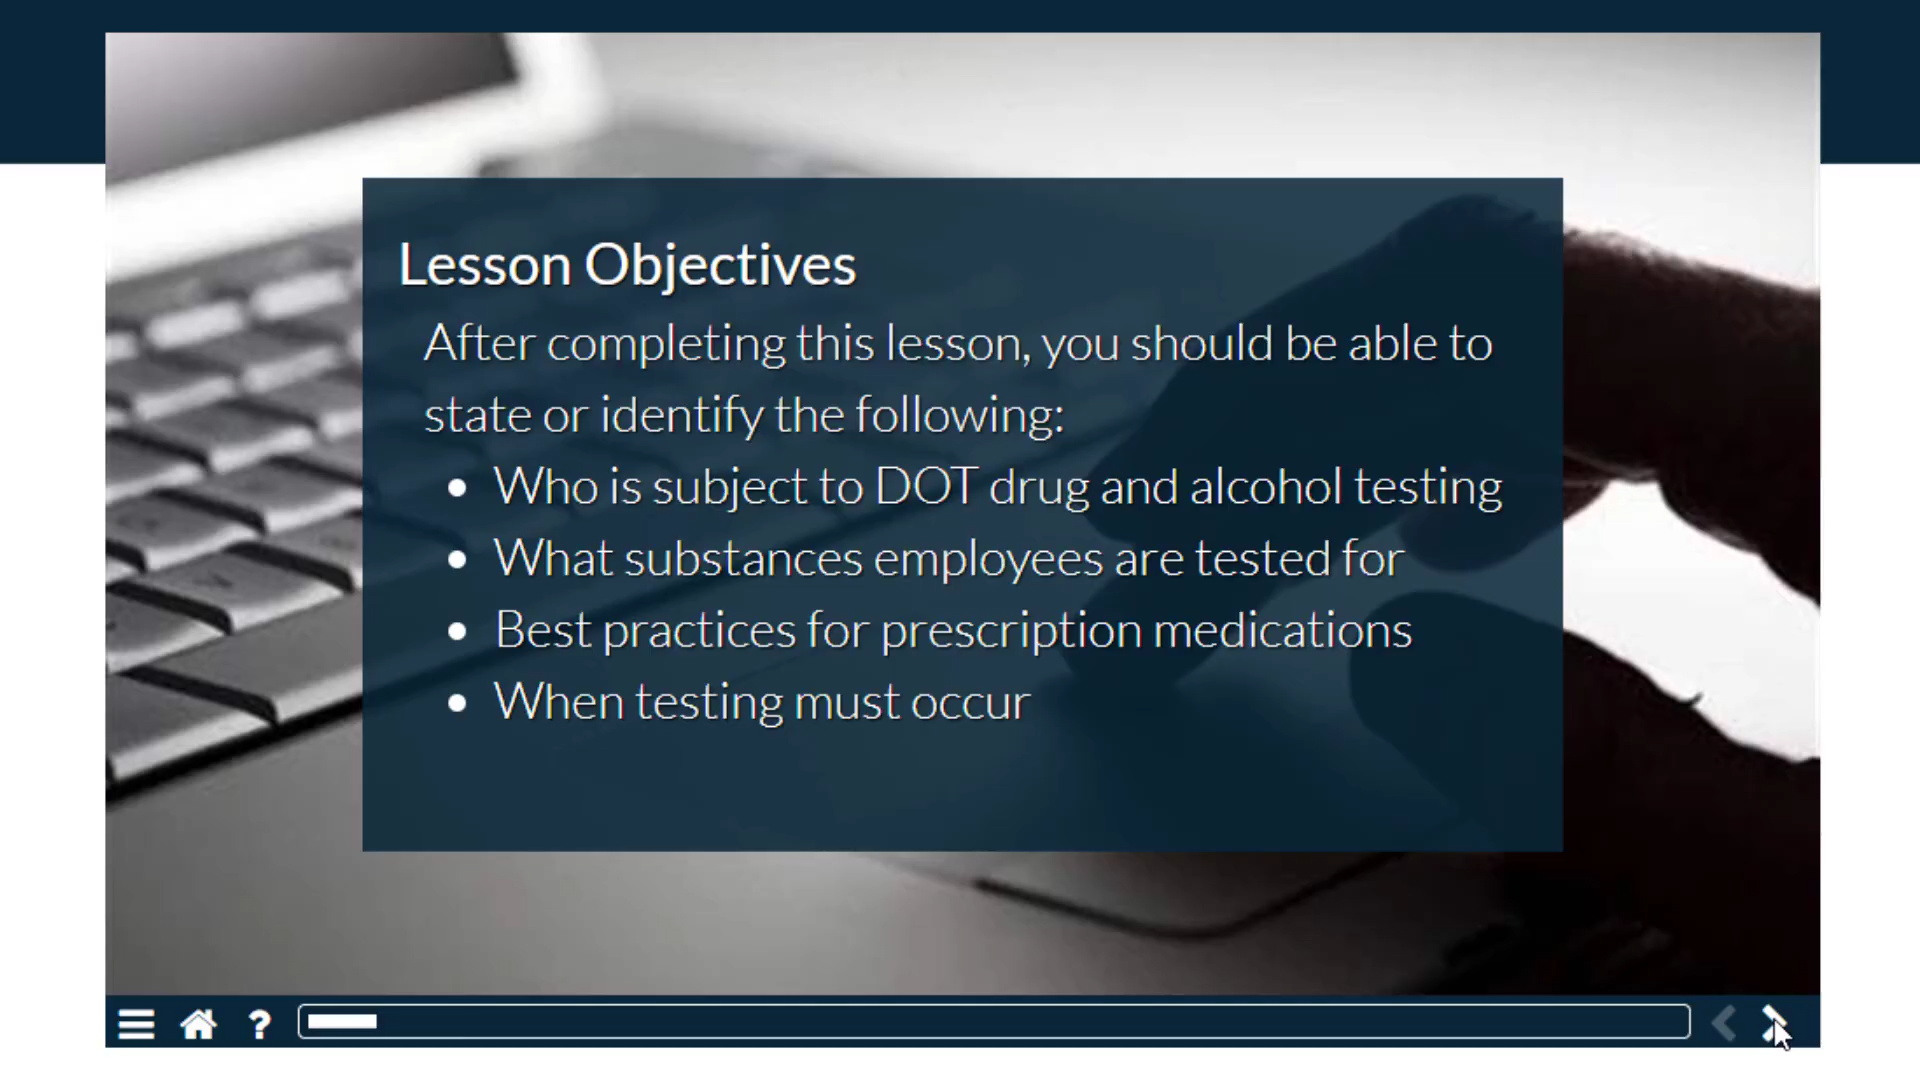 Lesson Objectives
After completing this lesson, you should be able to
state or identify the following:
• Who is subject to DOT drug and alcohol testing
• What substances employees are tested for
• Best practices for prescription medications
• When testing must occur
?